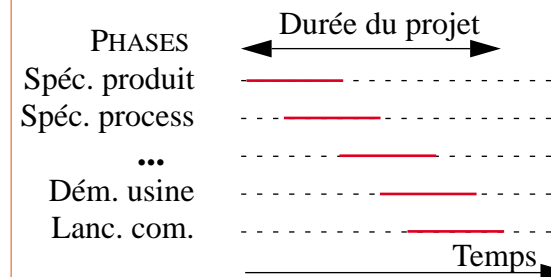 Durée du projet
PHASES
Spéc. produit
Spéc. process
...
Dém. usine
Lanc. com.
Temps